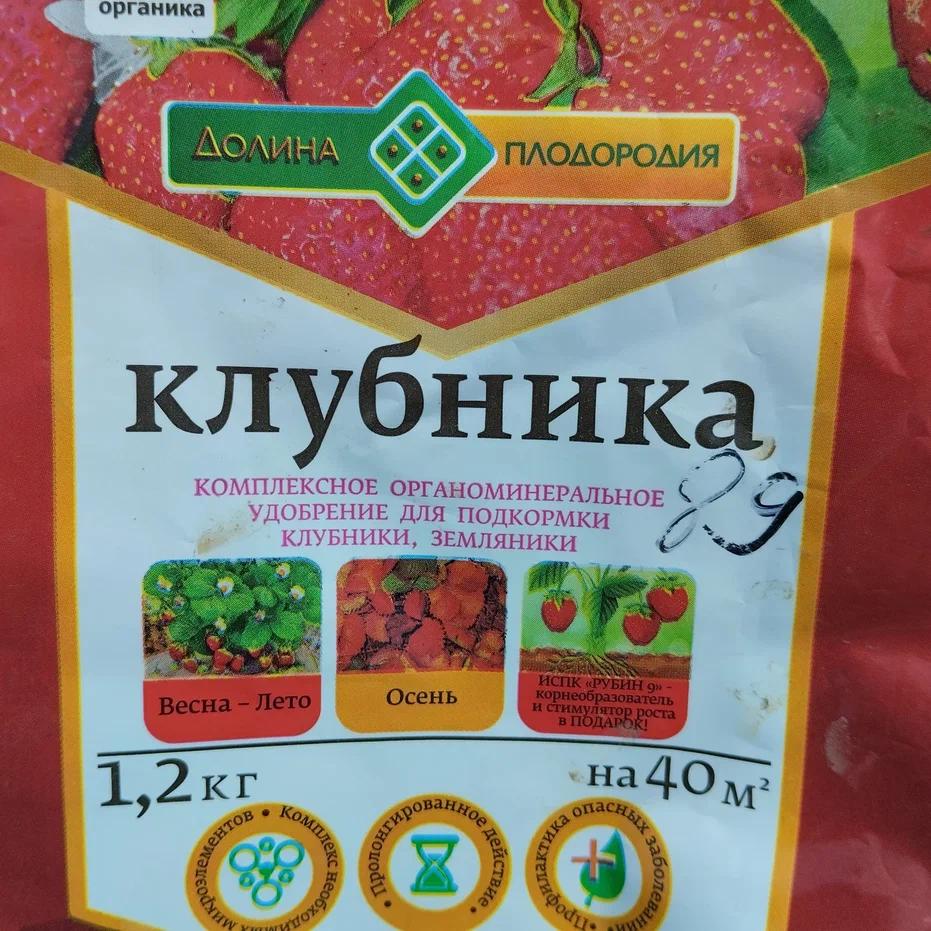 органика
ДОЛИНА ПЛОДОРОДИЯ
клубника
89
КОМПЛЕКСНОЕ ОРГАНОМИНЕРАЛЬНОЕ
УДОБРЕНИЕ ДЛЯ ПОДКОРМКИ
КЛУБНИКИ, ЗЕМЛЯНИКИ
Весна – Лето
Осень
ИСПК «РУБИН 9» -
корнеобразователь
и стимулятор роста
в ПОДАРОК!
1,2 кг
на 40 м²
Комплекс необходимых микроэлементов
Пролонгированное действие
Профилактика опасных заболеваний